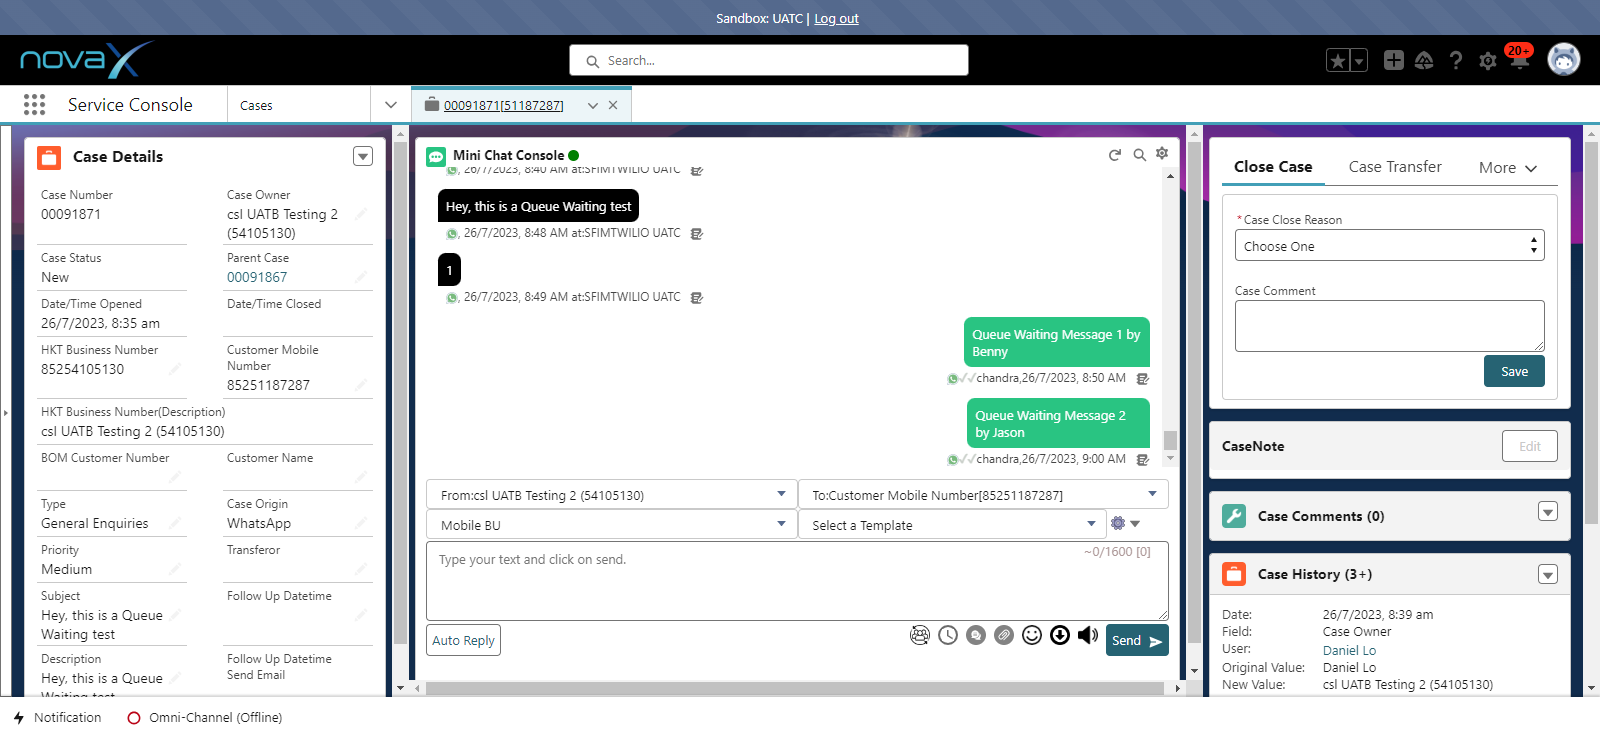 Sandbox: UATC | Log out
novaX
Search...
20+
Service Console
Cases
00091871[51187287]
Case Details
Case Number
00091871
Case Owner
csl UATB Testing 2
(54105130)
Case Status
New
Parent Case
00091867
Date/Time Opened
26/7/2023, 8:35 am
Date/Time Closed
HKT Business Number
85254105130
Customer Mobile
Number
85251187287
HKT Business Number(Description)
csl UATB Testing 2 (54105130)
BOM Customer Number
Customer Name
Type
General Enquiries
Case Origin
WhatsApp
Priority
Medium
Transferor
Subject
Hey, this is a Queue
Waiting test
Follow Up Datetime
Description
Hey, this is a Queue
Waiting test
Follow Up Datetime
Send Email
Mini Chat Console
, 26/7/2023, 8:40 AM at:SFIMTWILIO UATC
Hey, this is a Queue Waiting test
, 26/7/2023, 8:48 AM at:SFIMTWILIO UATC
1
, 26/7/2023, 8:49 AM at:SFIMTWILIO UATC
Queue Waiting Message 1 by
Benny
chandra,26/7/2023, 8:50 AM
Queue Waiting Message 2
by Jason
chandra,26/7/2023, 9:00 AM
From:csl UATB Testing 2 (54105130)
To:Customer Mobile Number[85251187287]
Mobile BU
Select a Template
Type your text and click on send.
~0/1600 [0]
Auto Reply
Send
Close Case
Case Transfer
More
*Case Close Reason
Choose One
Case Comment
Save
CaseNote
Edit
Case Comments (0)
Case History (3+)
Date: 26/7/2023, 8:39 am
Field: Case Owner
User: Daniel Lo
Original Value: Daniel Lo
New Value: csl UATB Testing 2 (54105130)
Notification
Omni-Channel (Offline)